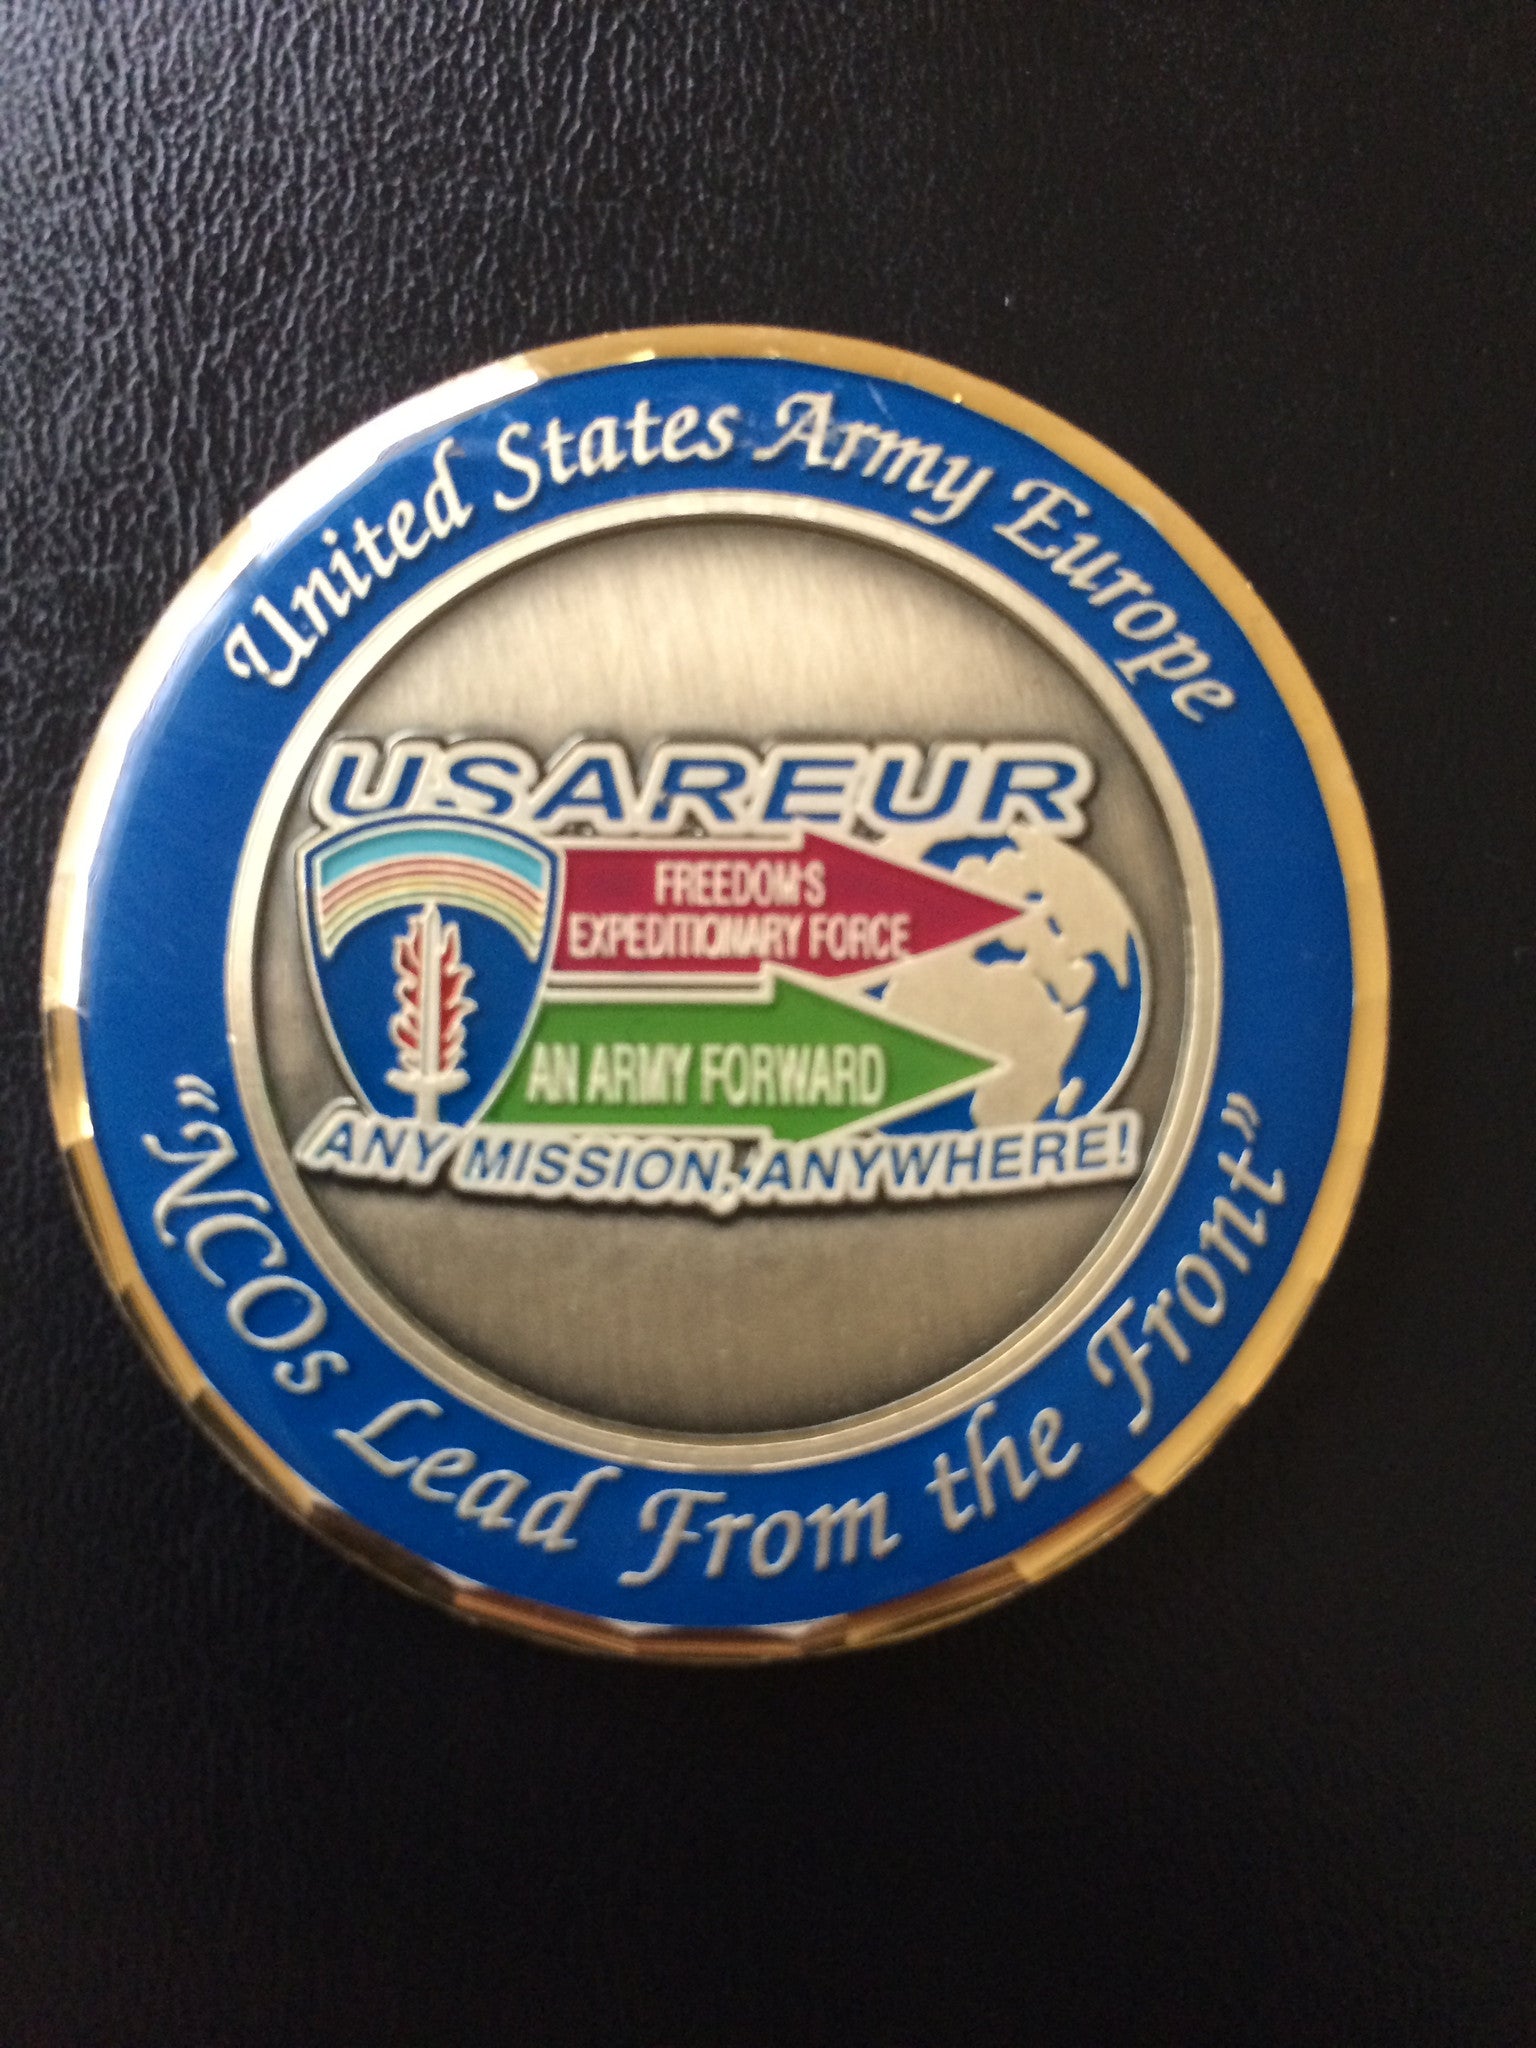 United States Army Europe
USAREUR
FREEDOM'S
EXPEDITIONARY FORCE
AN ARMY FORWARD
ANY MISSION, ANYWHERE!
"NCOs Lead From the Front"